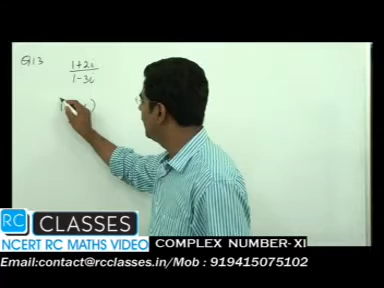 Q13
1+2i
1-3i
)
RC CLASSES
NCERT RC MATHS VIDEO
COMPLEX NUMBER-XI
Email:contact@rcclasses.in/Mob : 919415075102